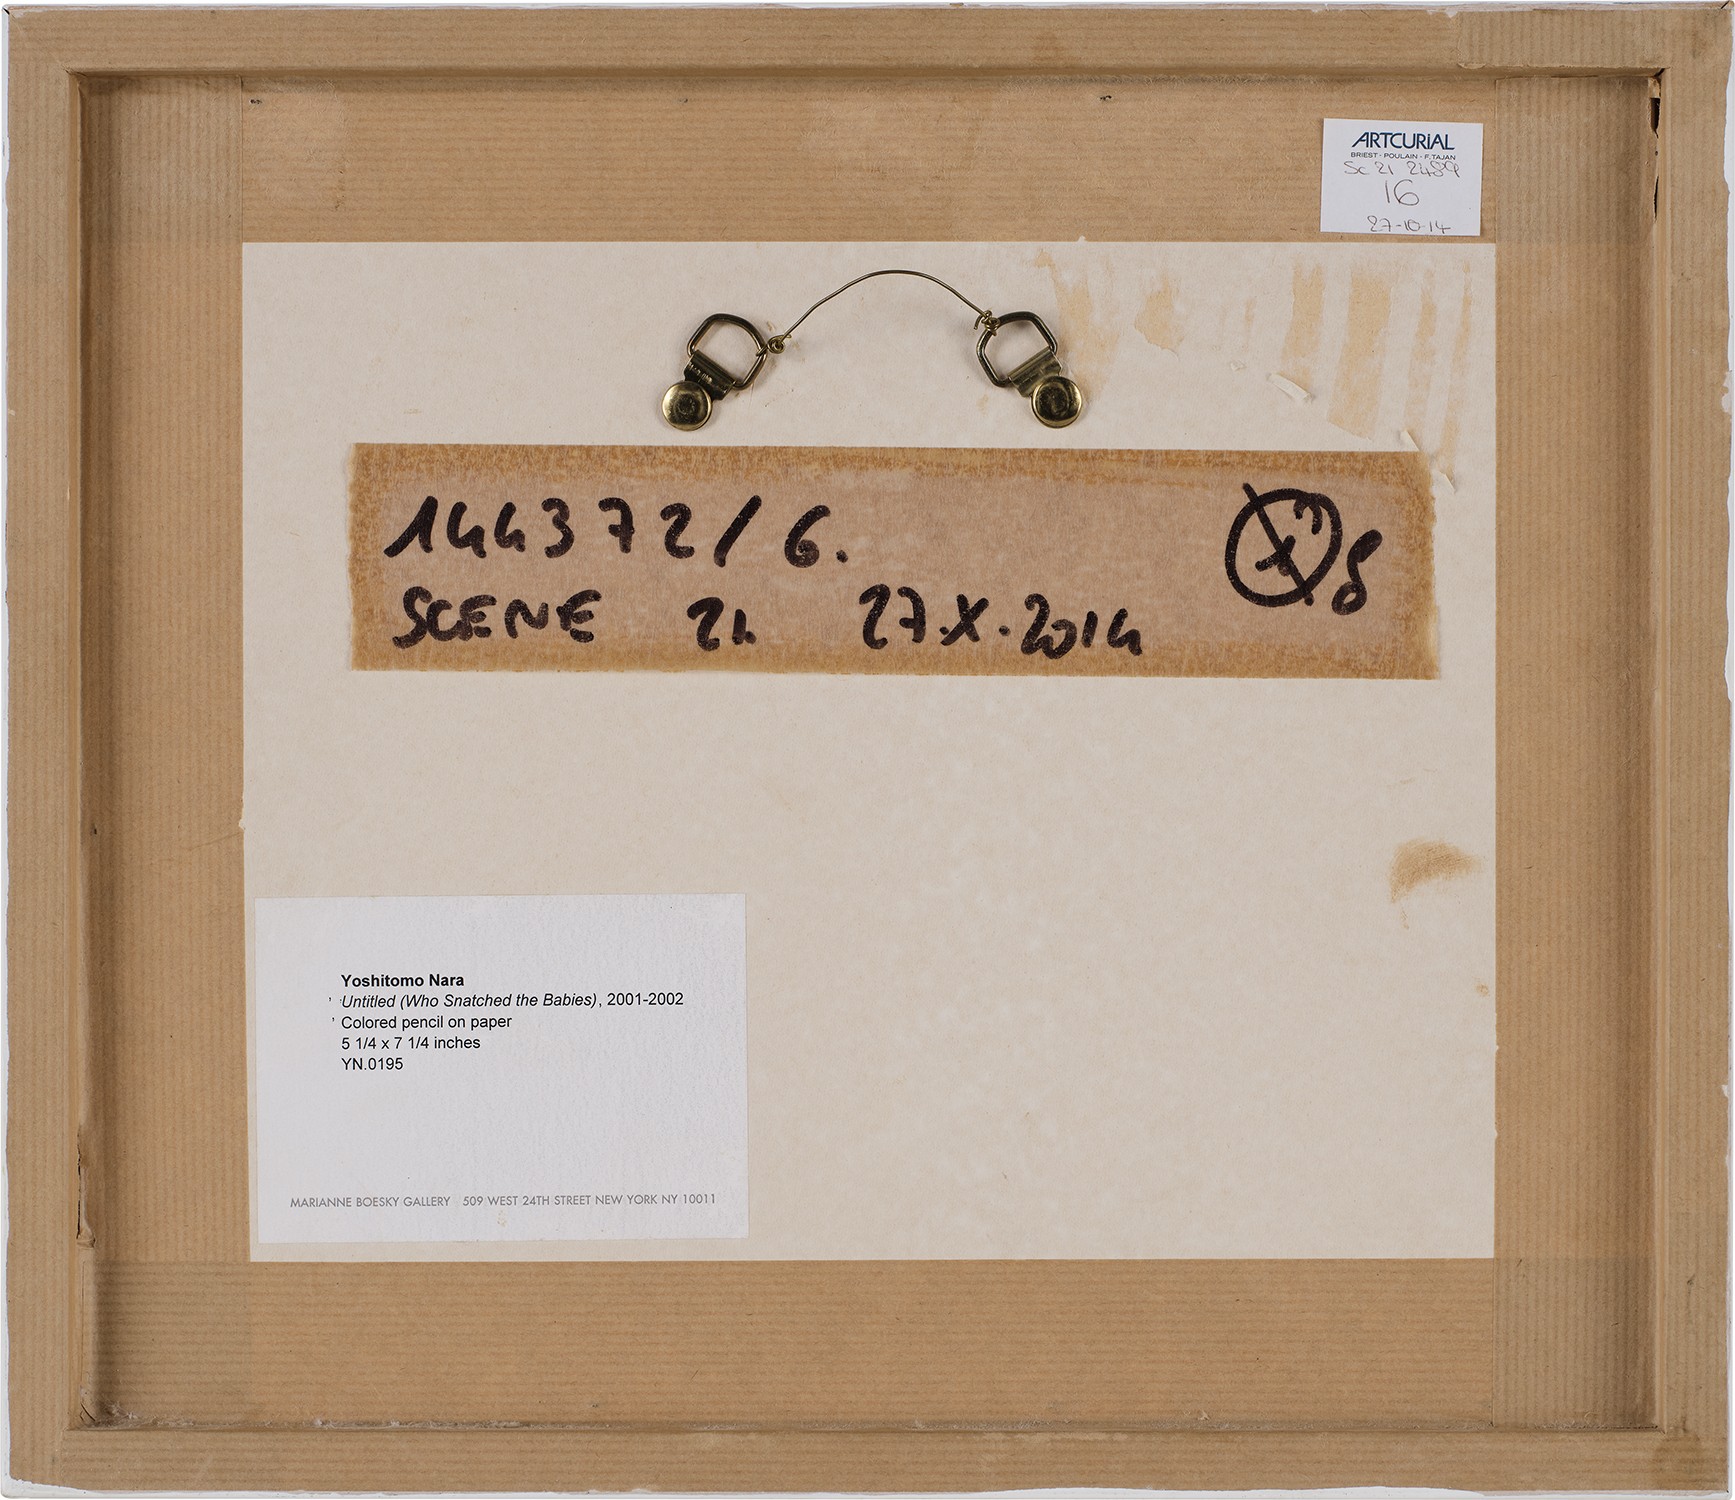 ARTCURIAL
BRIEST - POULAIN - F. TAJAN
Sc 21 2489
16
27-10-14
144372/6.
SCENE 21. 27.X.2014
Yoshitomo Nara
Untitled (Who Snatched the Babies), 2001-2002
Colored pencil on paper
5 1/4 x 7 1/4 inches
YN.0195
MARIANNE BOESKY GALLERY 509 WEST 24TH STREET NEW YORK NY 10011